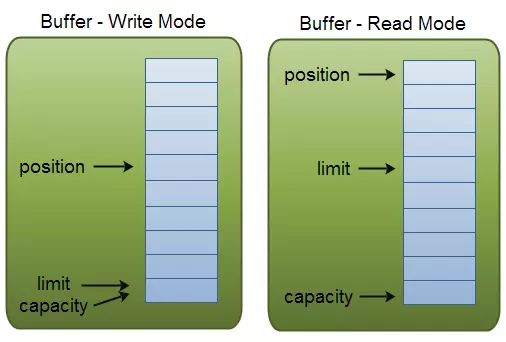 Buffer - Write Mode
position
limit
capacity
Buffer - Read Mode
position
limit
capacity